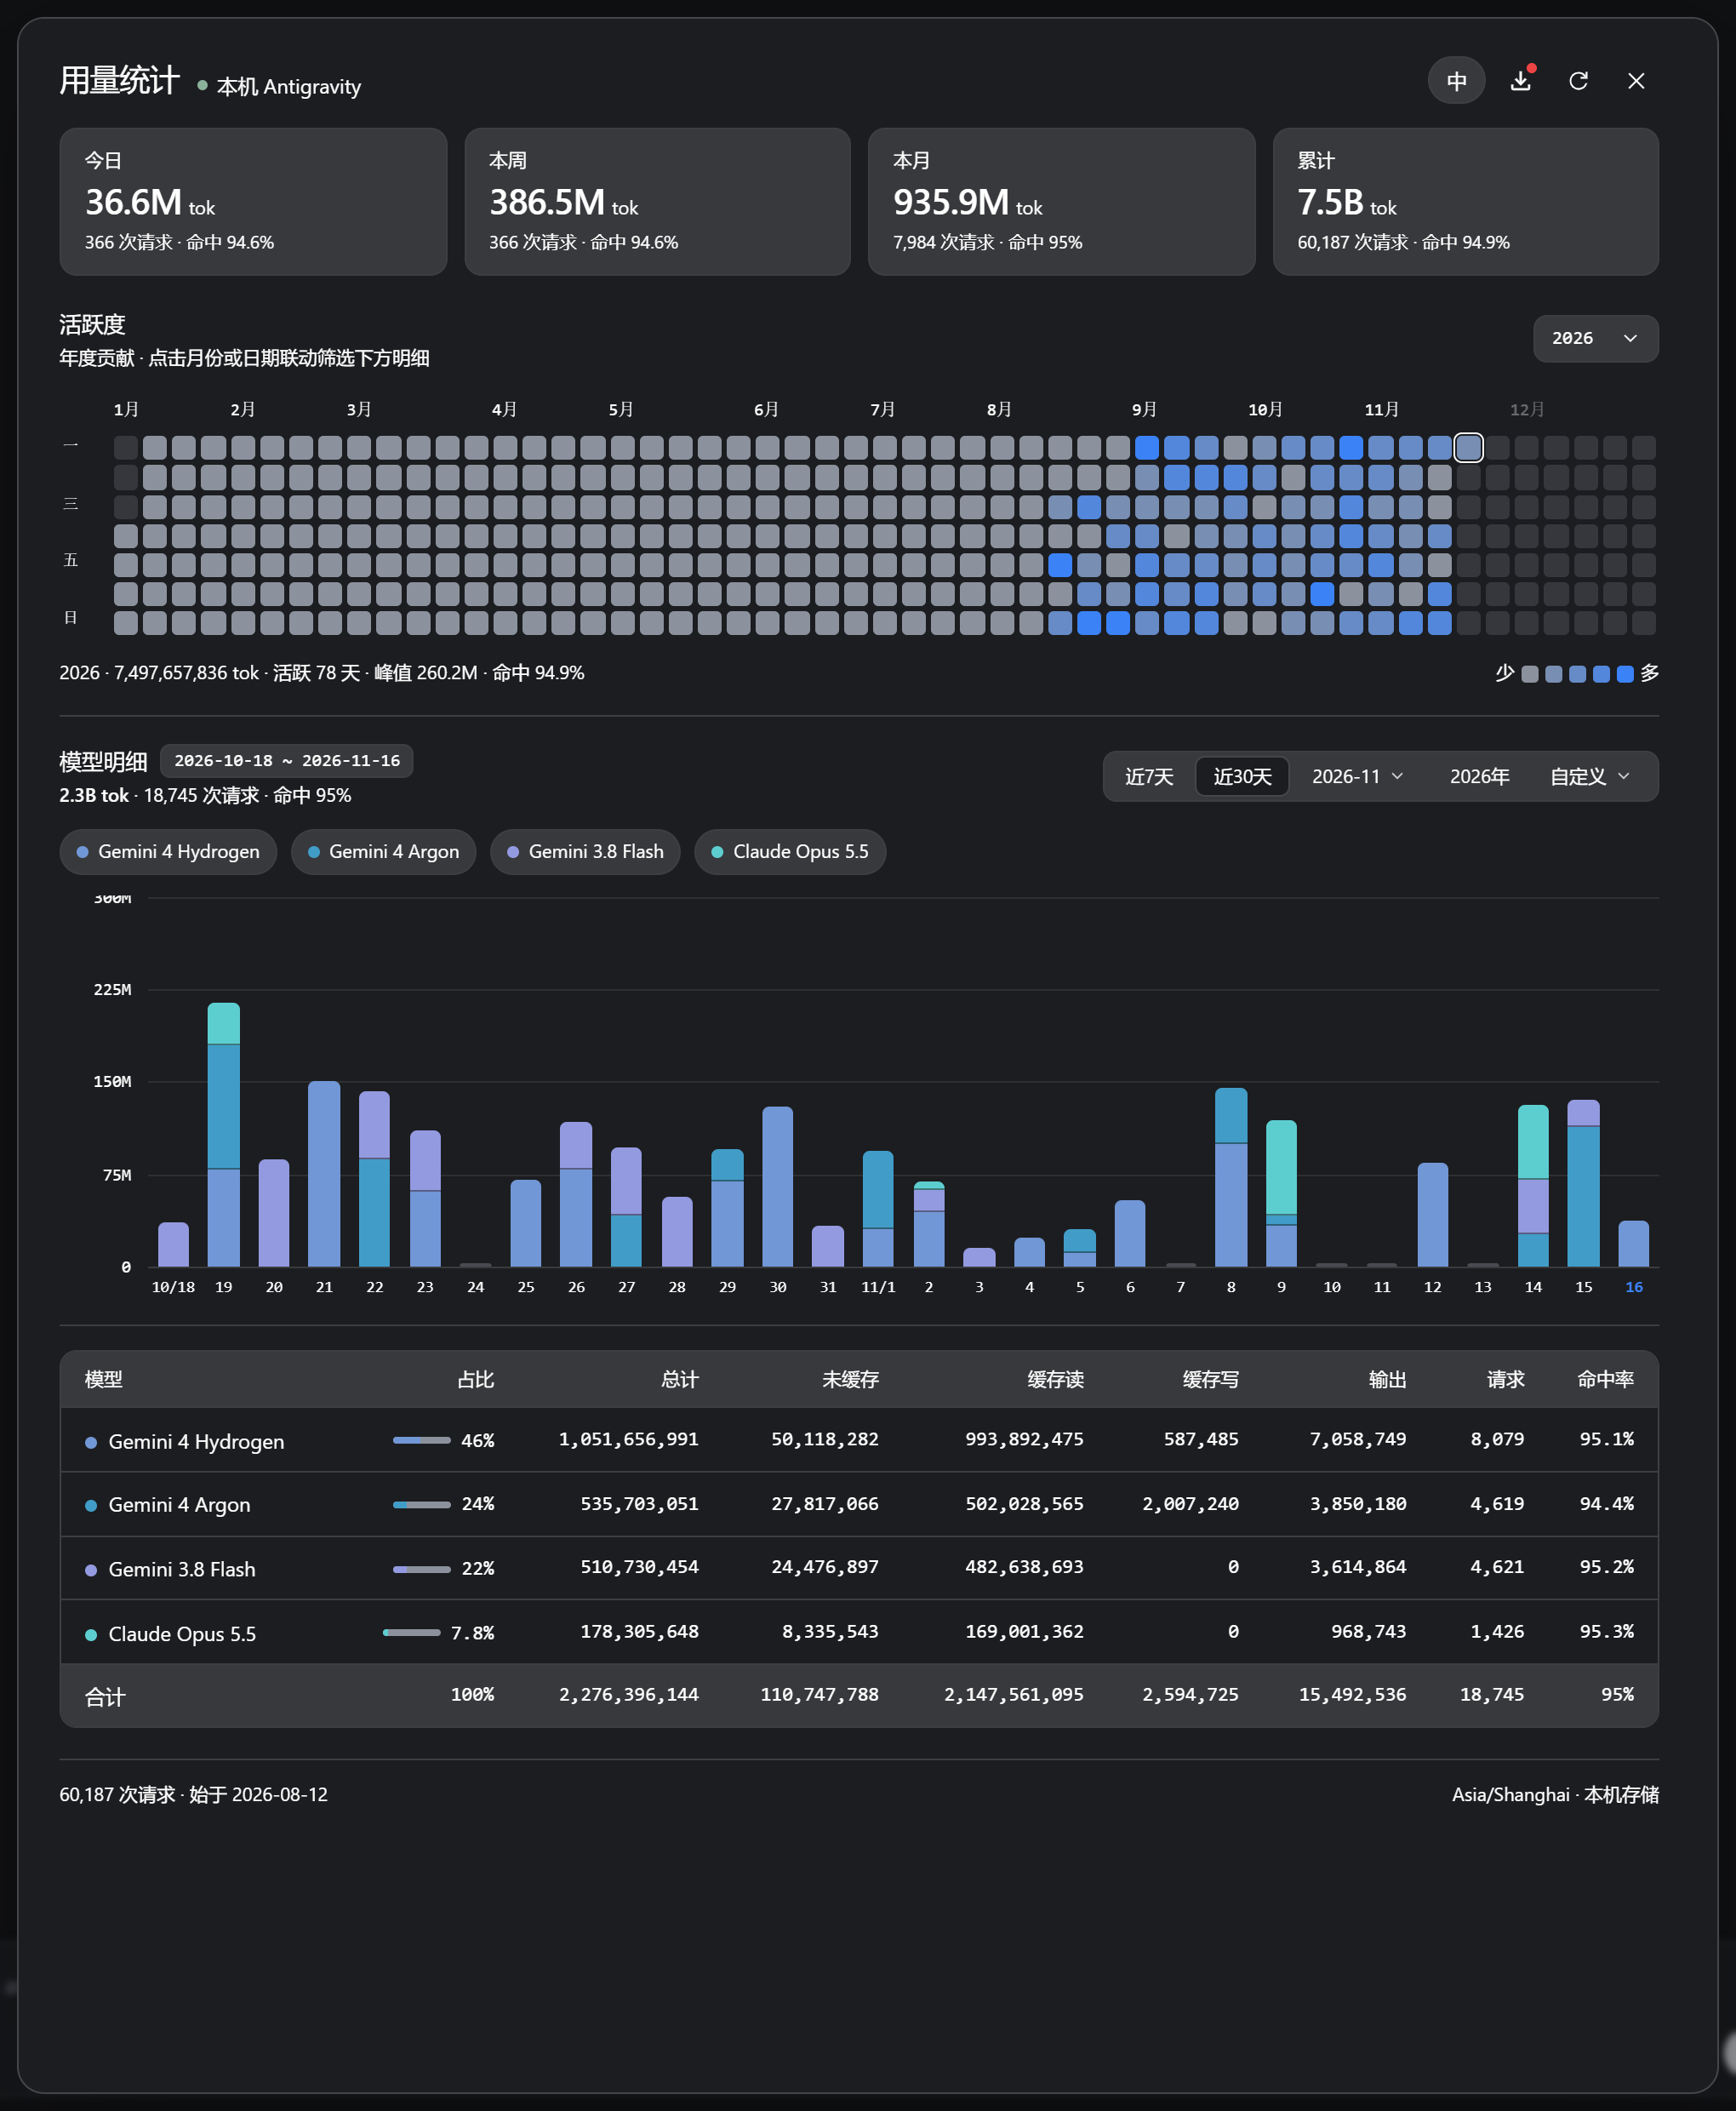 用量统计 本机 Antigravity 中
今日 本周 本月 累计
36.6M tok 386.5M tok 935.9M tok 7.5B tok
366 次请求 · 命中 94.6% 366 次请求 · 命中 94.6% 7,984 次请求 · 命中 95% 60,187 次请求 · 命中 94.9%
活跃度
年度贡献 · 点击月份或日期联动筛选下方明细
2026
1月 2月 3月 4月 5月 6月 7月 8月 9月 10月 11月 12月
一
三
五
日
2026 · 7,497,657,836 tok · 活跃 78 天 · 峰值 260.2M · 命中 94.9% 少 多
模型明细 2026-10-18 ~ 2026-11-16
2.3B tok · 18,745 次请求 · 命中 95%
近7天 近30天 2026-11 2026年 自定义
Gemini 4 Hydrogen Gemini 4 Argon Gemini 3.8 Flash Claude Opus 5.5
300M
225M
150M
75M
0
10/18 19 20 21 22 23 24 25 26 27 28 29 30 31 11/1 2 3 4 5 6 7 8 9 10 11 12 13 14 15 16
模型 占比 总计 未缓存 缓存读 缓存写 输出 请求 命中率
Gemini 4 Hydrogen 46% 1,051,656,991 50,118,282 993,892,475 587,485 7,058,749 8,079 95.1%
Gemini 4 Argon 24% 535,703,051 27,817,066 502,028,565 2,007,240 3,850,180 4,619 94.4%
Gemini 3.8 Flash 22% 510,730,454 24,476,897 482,638,693 0 3,614,864 4,621 95.2%
Claude Opus 5.5 7.8% 178,305,648 8,335,543 169,001,362 0 968,743 1,426 95.3%
合计 100% 2,276,396,144 110,747,788 2,147,561,095 2,594,725 15,492,536 18,745 95%
60,187 次请求 · 始于 2026-08-12 Asia/Shanghai · 本机存储